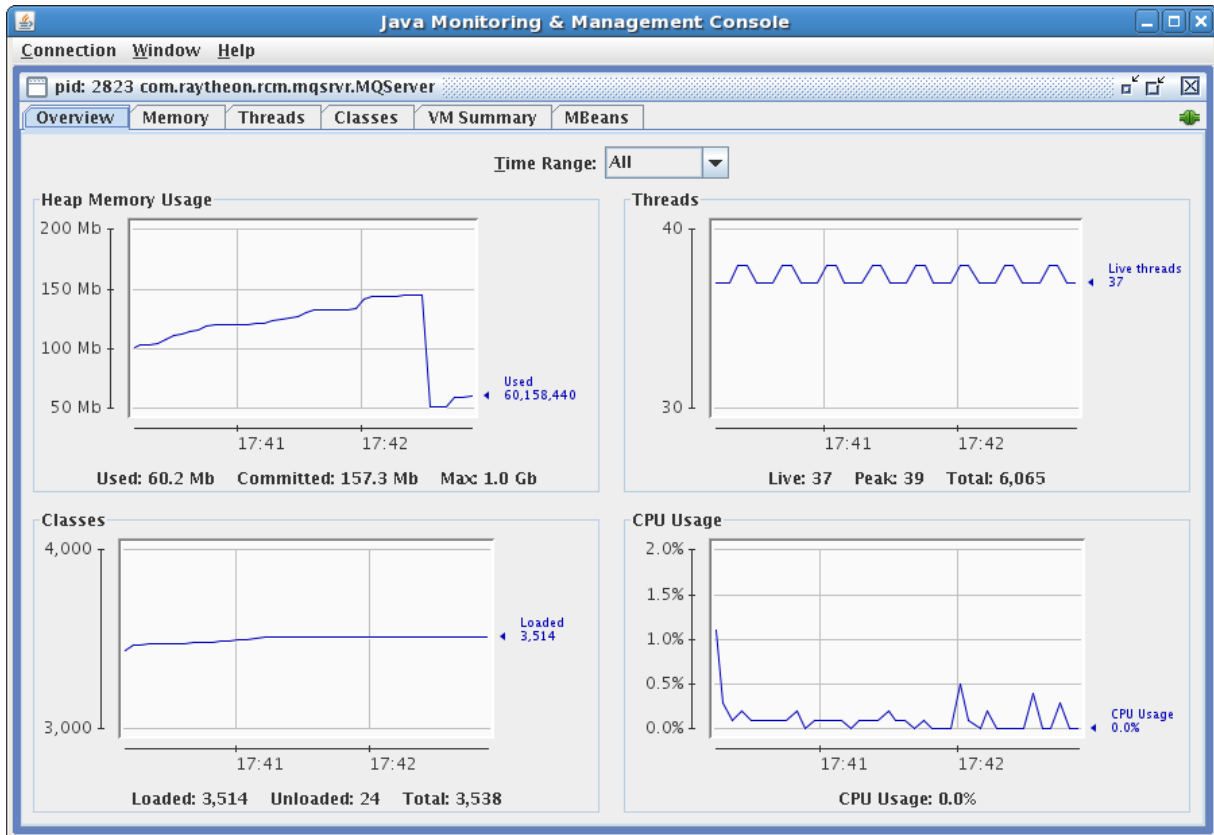 Java Monitoring & Management Console
Connection Window Help
pid: 2823 com.raytheon.rcm.mqsrvr.MQServer
Overview Memory Threads Classes VM Summary MBeans
Time Range: All
Heap Memory Usage
200 Mb
150 Mb
100 Mb
50 Mb
Used
60,158,440
17:41 17:42
Used: 60.2 Mb Committed: 157.3 Mb Max: 1.0 Gb
Threads
40
30
Live threads
37
17:41 17:42
Live: 37 Peak: 39 Total: 6,065
Classes
4,000
3,000
Loaded
3,514
17:41 17:42
Loaded: 3,514 Unloaded: 24 Total: 3,538
CPU Usage
2.0%
1.5%
1.0%
0.5%
0.0%
CPU Usage
0.0%
17:41 17:42
CPU Usage: 0.0%